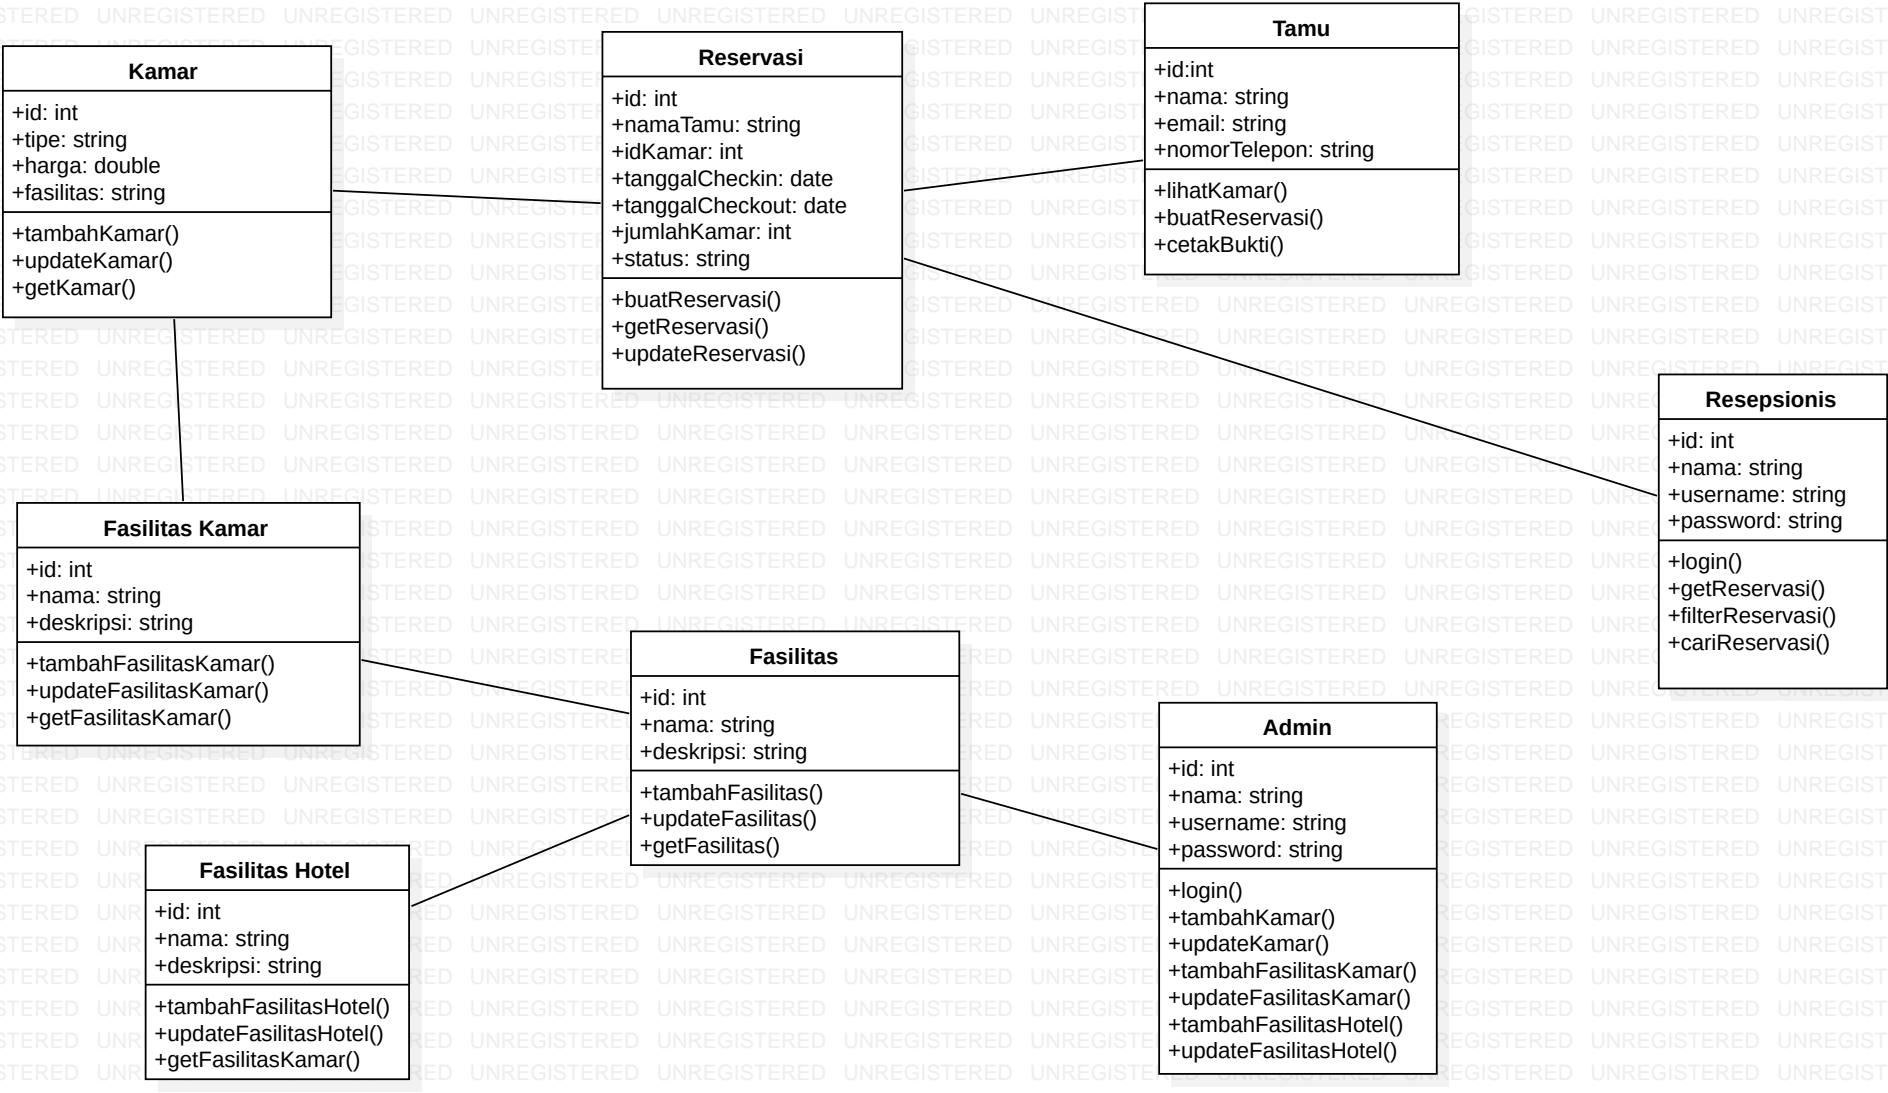 Kamar
+id: int
+tipe: string
+harga: double
+fasilitas: string
+tambahKamar()
+updateKamar()
+getKamar()
Reservasi
+id: int
+namaTamu: string
+idKamar: int
+tanggalCheckin: date
+tanggalCheckout: date
+jumlahKamar: int
+status: string
+buatReservasi()
+getReservasi()
+updateReservasi()
Tamu
+id:int
+nama: string
+email: string
+nomorTelepon: string
+lihatKamar()
+buatReservasi()
+cetakBukti()
Resepsionis
+id: int
+nama: string
+username: string
+password: string
+login()
+getReservasi()
+filterReservasi()
+cariReservasi()
Fasilitas Kamar
+id: int
+nama: string
+deskripsi: string
+tambahFasilitasKamar()
+updateFasilitasKamar()
+getFasilitasKamar()
Fasilitas
+id: int
+nama: string
+deskripsi: string
+tambahFasilitas()
+updateFasilitas()
+getFasilitas()
Admin
+id: int
+nama: string
+username: string
+password: string
+login()
+tambahKamar()
+updateKamar()
+tambahFasilitasKamar()
+updateFasilitasKamar()
+tambahFasilitasHotel()
+updateFasilitasHotel()
Fasilitas Hotel
+id: int
+nama: string
+deskripsi: string
+tambahFasilitasHotel()
+updateFasilitasHotel()
+getFasilitasKamar()
UNREGISTERED